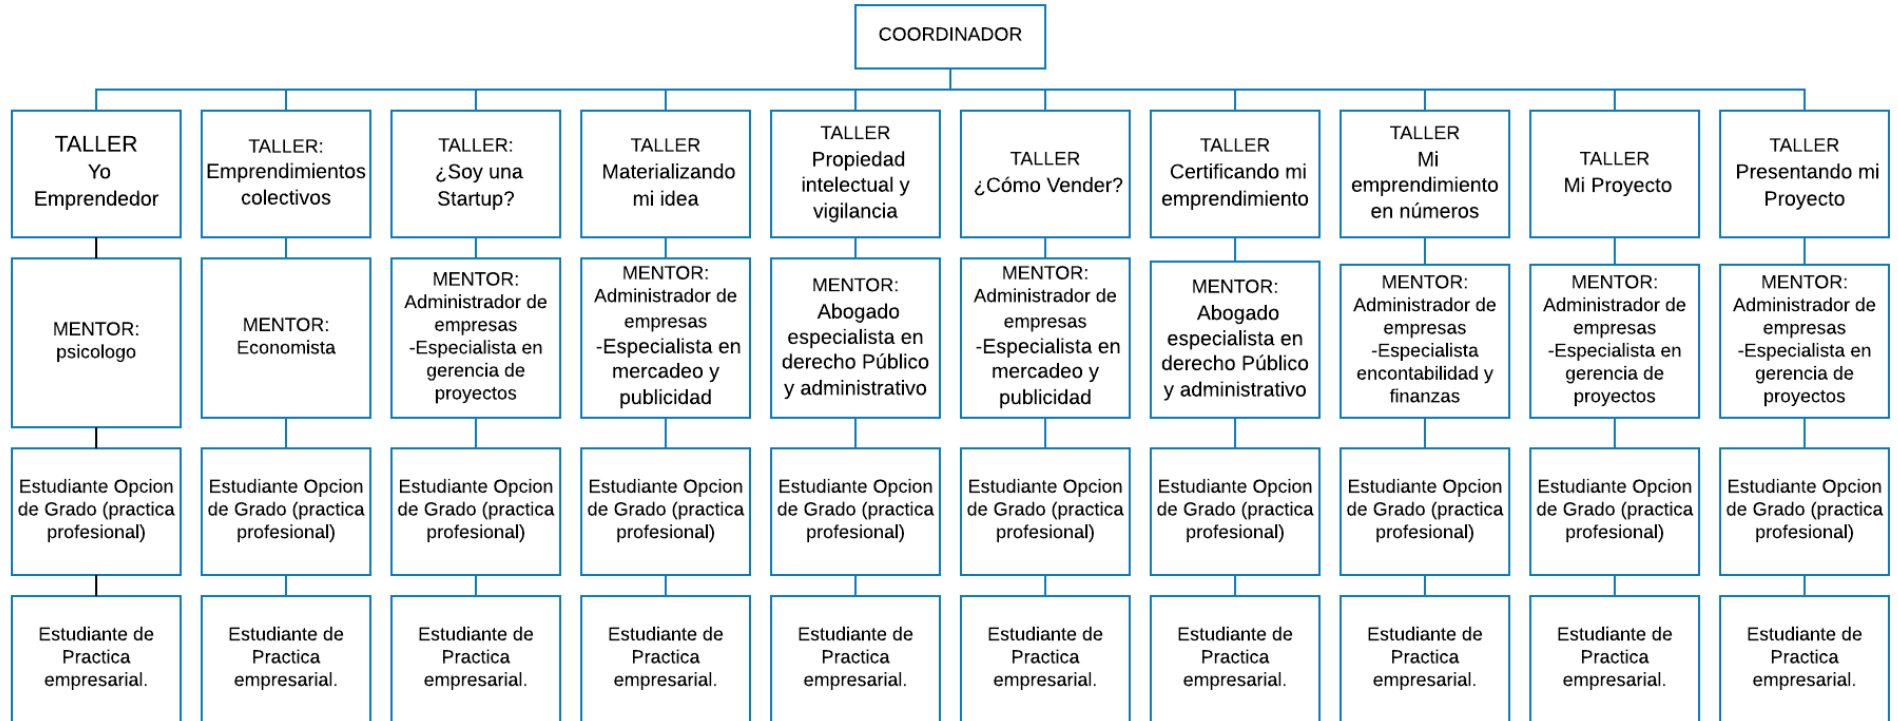 COORDINADOR
TALLER
Yo
Emprendedor
TALLER:
Emprendimientos
colectivos
TALLER:
¿Soy una
Startup?
TALLER
Materializando
mi idea
TALLER
Propiedad
intelectual y
vigilancia
TALLER
¿Cómo Vender?
TALLER
Certificando mi
emprendimiento
TALLER
Mi
emprendimiento
en números
TALLER
Mi Proyecto
TALLER
Presentando mi
Proyecto
MENTOR:
psicologo
MENTOR:
Economista
MENTOR:
Administrador de
empresas
-Especialista en
gerencia de
proyectos
MENTOR:
Administrador de
empresas
-Especialista en
mercadeo y
publicidad
MENTOR:
Abogado
especialista en
derecho Público
y administrativo
MENTOR:
Administrador de
empresas
-Especialista en
mercadeo y
publicidad
MENTOR:
Abogado
especialista en
derecho Público
y administrativo
MENTOR:
Administrador de
empresas
-Especialista
encontabilidad y
finanzas
MENTOR:
Administrador de
empresas
-Especialista en
gerencia de
proyectos
MENTOR:
Administrador de
empresas
-Especialista en
gerencia de
proyectos
Estudiante Opcion
de Grado (practica
profesional)
Estudiante Opcion
de Grado (practica
profesional)
Estudiante Opcion
de Grado (practica
profesional)
Estudiante Opcion
de Grado (practica
profesional)
Estudiante Opcion
de Grado (practica
profesional)
Estudiante Opcion
de Grado (practica
profesional)
Estudiante Opcion
de Grado (practica
profesional)
Estudiante Opcion
de Grado (practica
profesional)
Estudiante Opcion
de Grado (practica
profesional)
Estudiante Opcion
de Grado (practica
profesional)
Estudiante de
Practica
empresarial.
Estudiante de
Practica
empresarial.
Estudiante de
Practica
empresarial.
Estudiante de
Practica
empresarial.
Estudiante de
Practica
empresarial.
Estudiante de
Practica
empresarial.
Estudiante de
Practica
empresarial.
Estudiante de
Practica
empresarial.
Estudiante de
Practica
empresarial.
Estudiante de
Practica
empresarial.